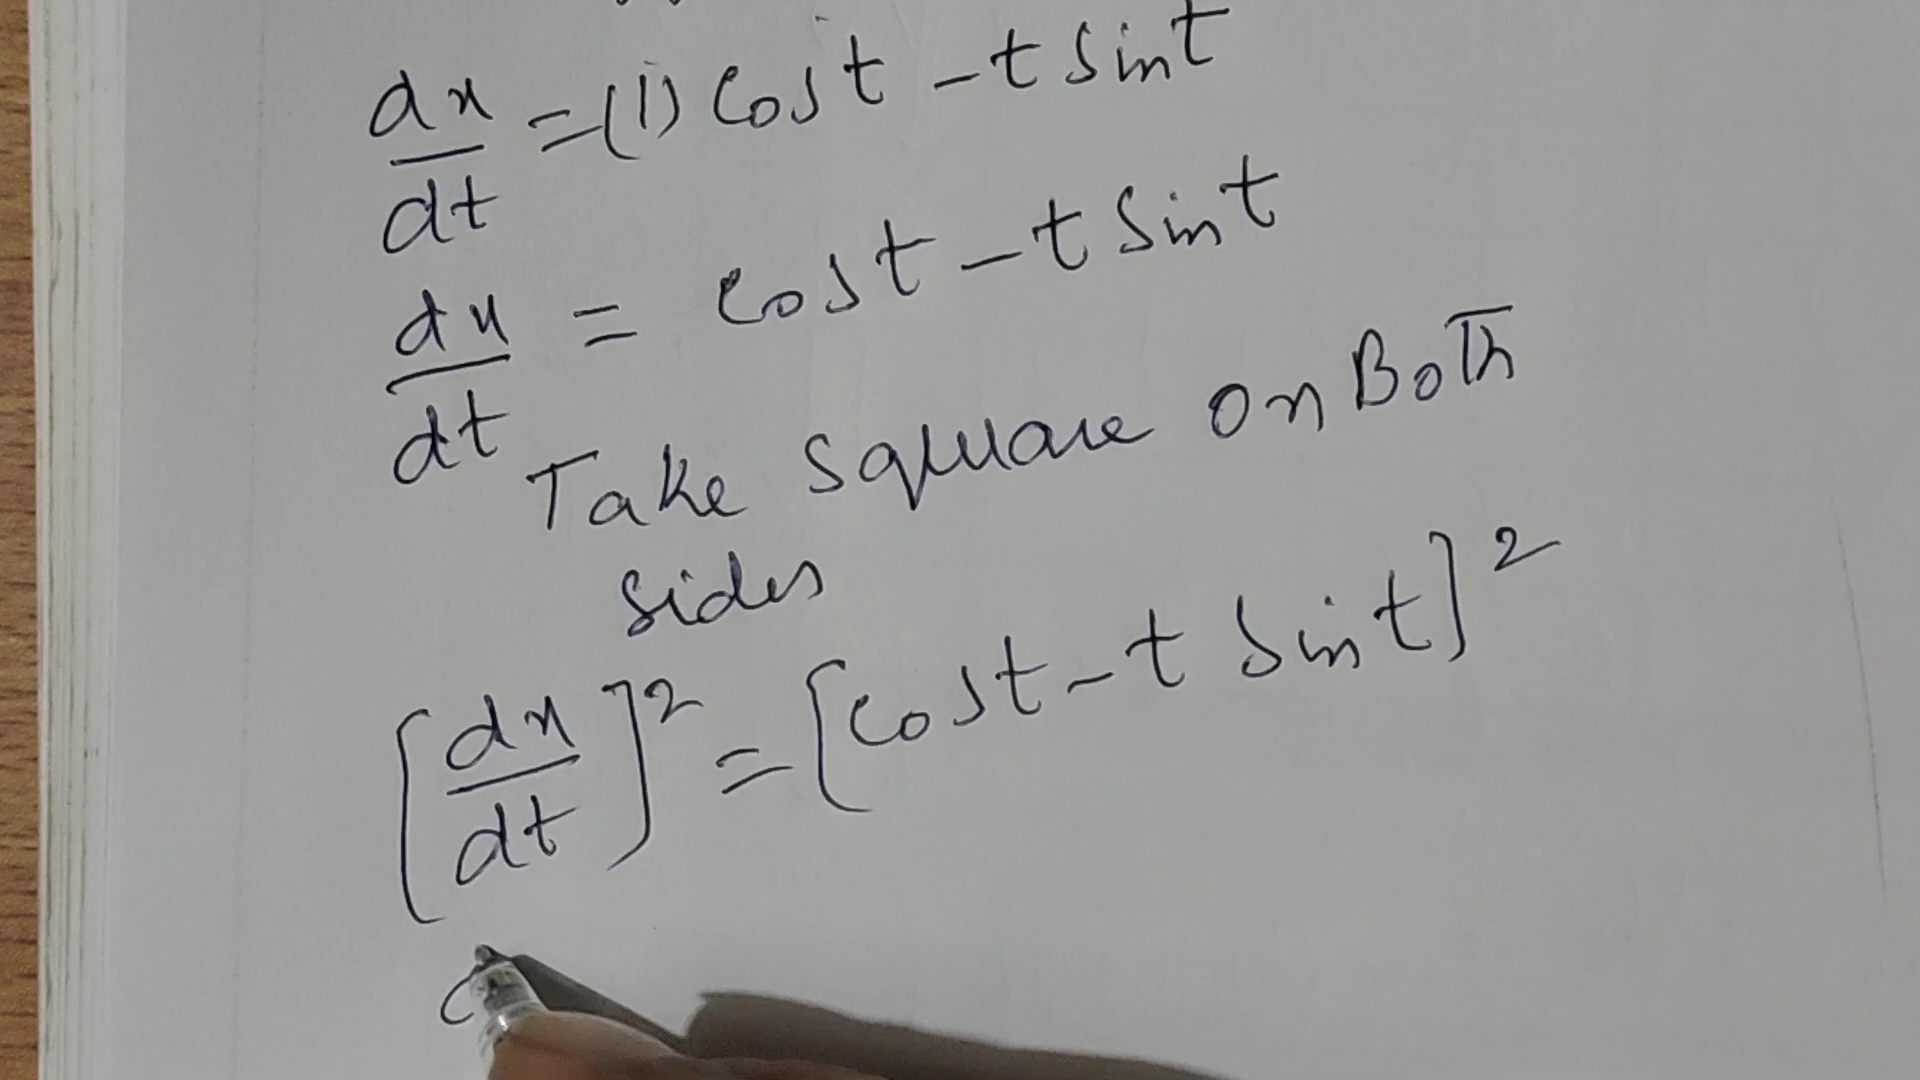 dx/dt = (1) Cost - t Sint
dx/dt = Cost - t Sint
Take Square on Both
sides
[dx/dt]² = [Cost - t Sint]²